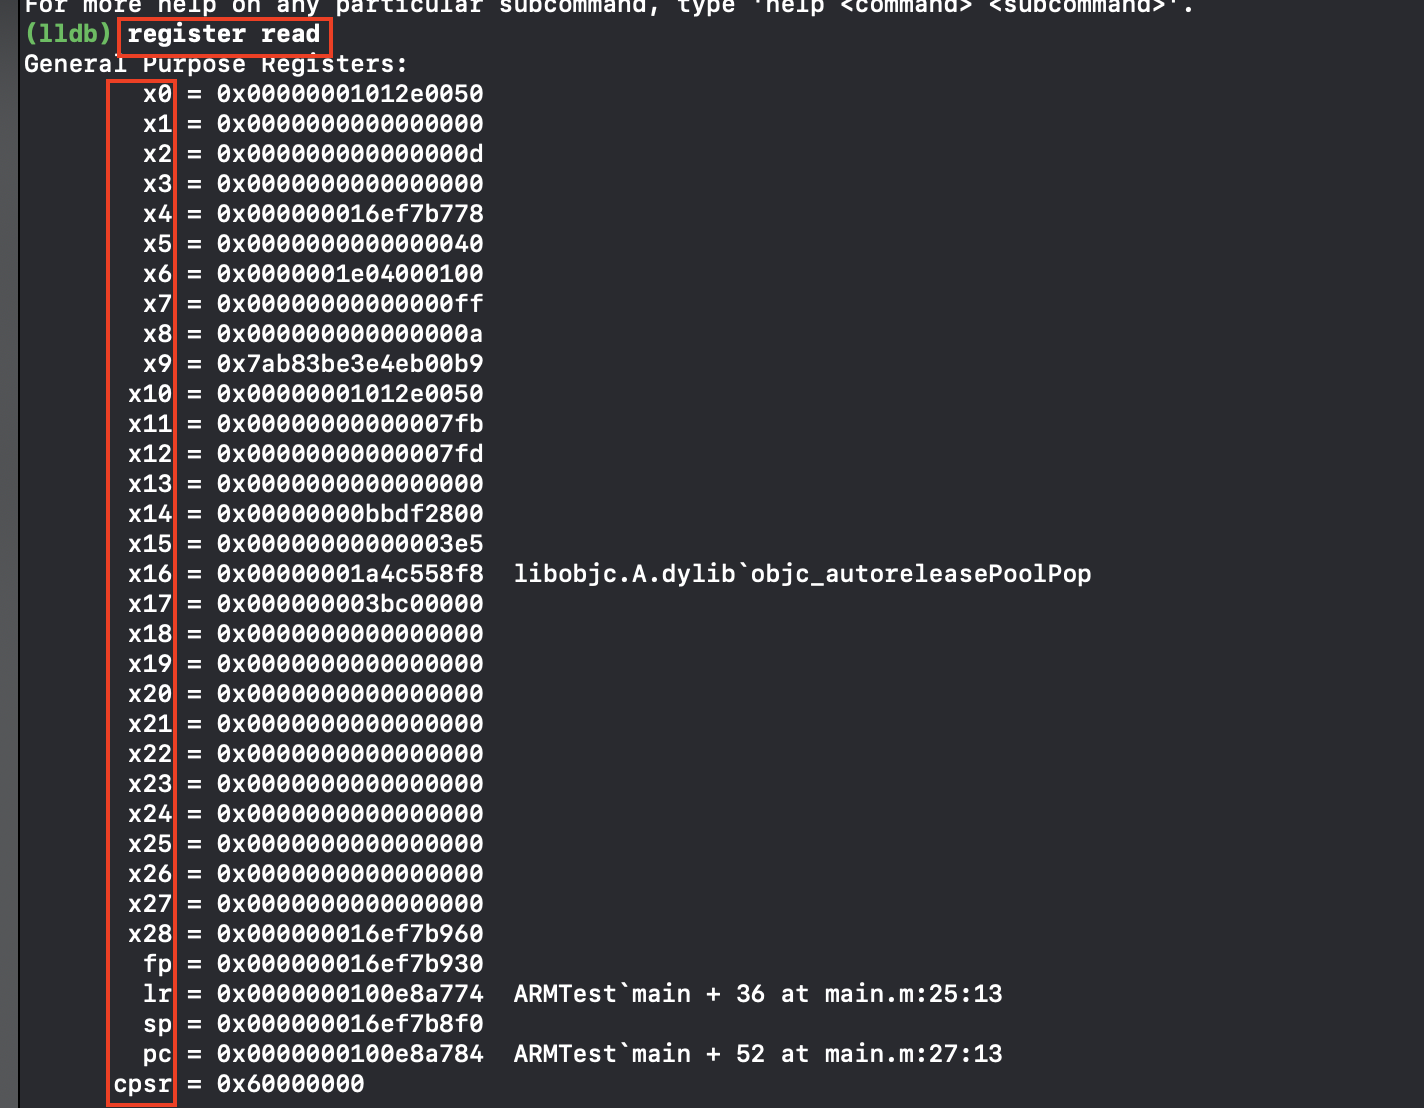 For more help on any particular subcommand, type 'help <command> <subcommand>'.
(lldb) register read
General Purpose Registers:
x0 = 0x00000001012e0050
x1 = 0x0000000000000000
x2 = 0x000000000000000d
x3 = 0x0000000000000000
x4 = 0x000000016ef7b778
x5 = 0x0000000000000040
x6 = 0x0000001e04000100
x7 = 0x00000000000000ff
x8 = 0x000000000000000a
x9 = 0x7ab83be3e4eb00b9
x10 = 0x00000001012e0050
x11 = 0x00000000000007fb
x12 = 0x00000000000007fd
x13 = 0x0000000000000000
x14 = 0x00000000bbdf2800
x15 = 0x00000000000003e5
x16 = 0x00000001a4c558f8  libobjc.A.dylib`objc_autoreleasePoolPop
x17 = 0x000000003bc00000
x18 = 0x0000000000000000
x19 = 0x0000000000000000
x20 = 0x0000000000000000
x21 = 0x0000000000000000
x22 = 0x0000000000000000
x23 = 0x0000000000000000
x24 = 0x0000000000000000
x25 = 0x0000000000000000
x26 = 0x0000000000000000
x27 = 0x0000000000000000
x28 = 0x000000016ef7b960
fp = 0x000000016ef7b930
lr = 0x0000000100e8a774  ARMTest`main + 36 at main.m:25:13
sp = 0x000000016ef7b8f0
pc = 0x0000000100e8a784  ARMTest`main + 52 at main.m:27:13
cpsr = 0x60000000